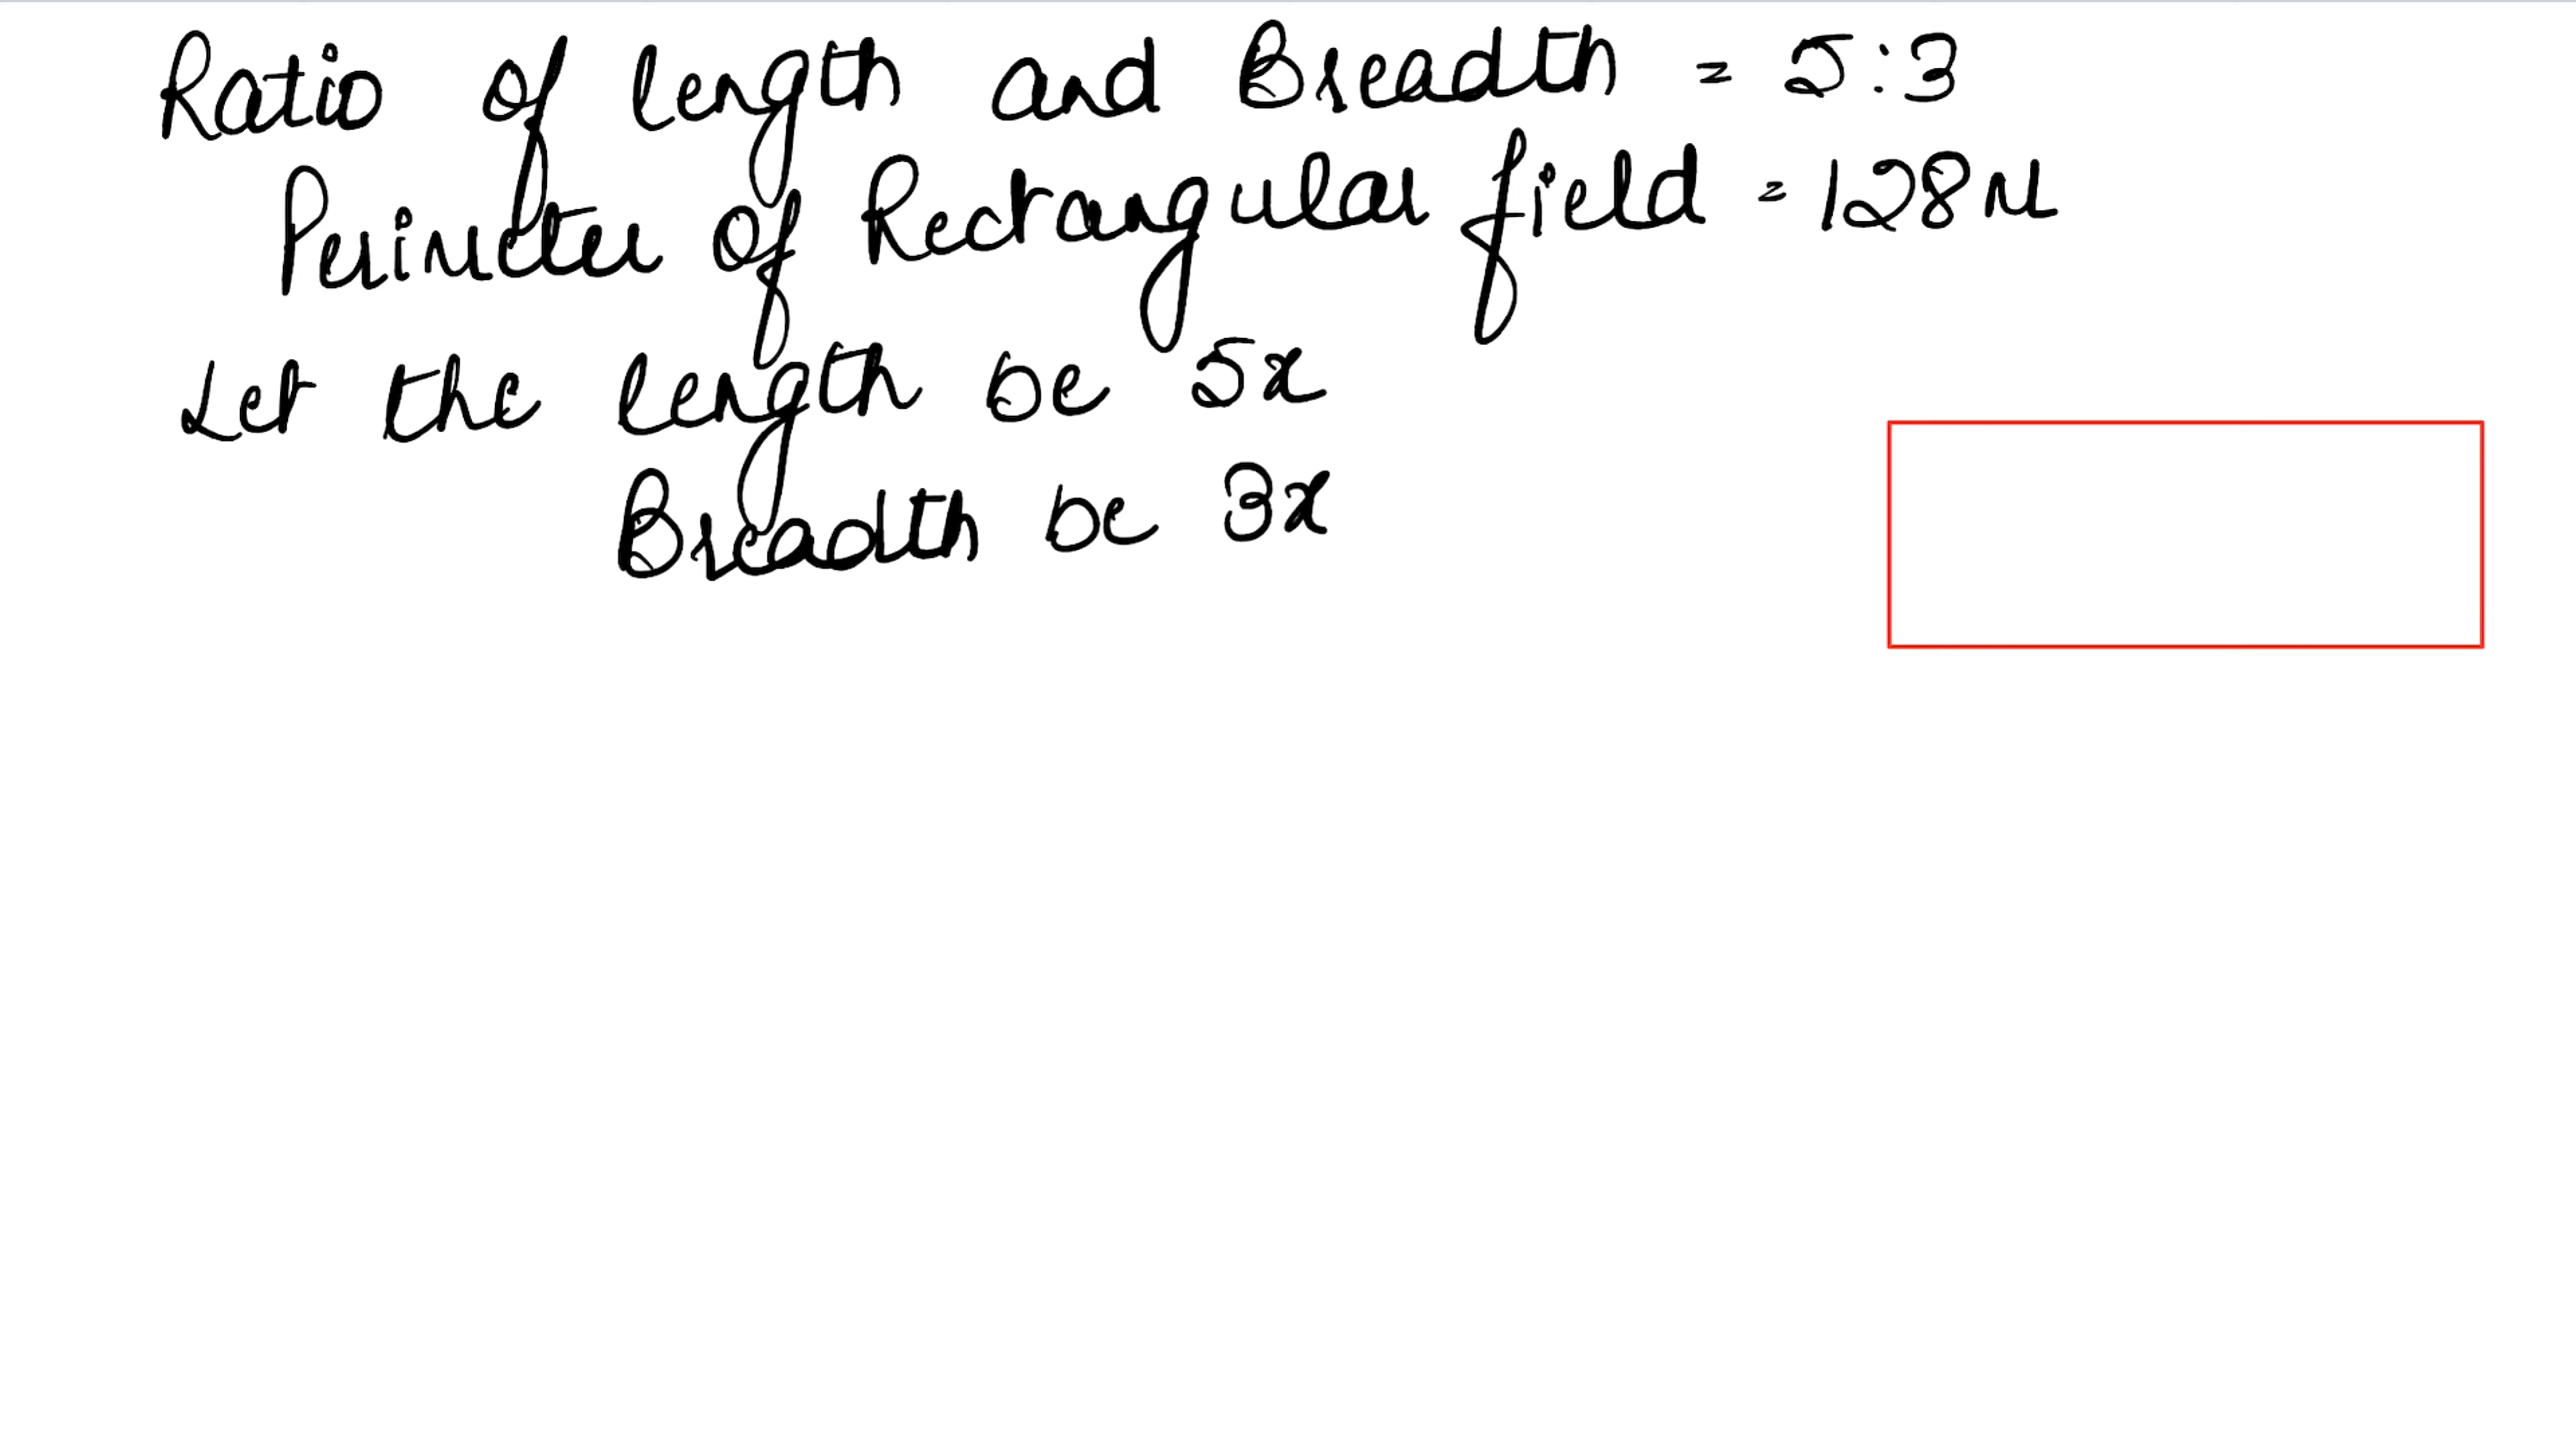 Ratio of length and Breadth = 5:3
Perimeter of Rectangular field = 128m
Let the length be 5x
Breadth be 3x